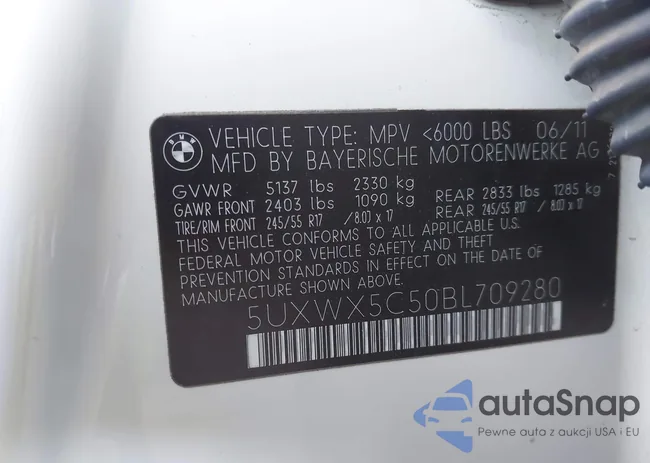 BMW
VEHICLE TYPE: MPV <6000 LBS 06/11
MFD BY BAYERISCHE MOTORENWERKE AG
GVWR 5137 lbs 2330 kg
GAWR FRONT 2403 lbs 1090 kg REAR 2833 lbs 1285 kg
TIRE/RIM FRONT 245/55 R17 / 8.0J x 17 REAR 245/55 R17 / 8.0J x 17
THIS VEHICLE CONFORMS TO ALL APPLICABLE U.S.
FEDERAL MOTOR VEHICLE SAFETY AND THEFT
PREVENTION STANDARDS IN EFFECT ON THE DATE OF
MANUFACTURE SHOWN ABOVE.
5UXWX5C50BL709280
autaSnap
Pewne auta z aukcji USA i EU